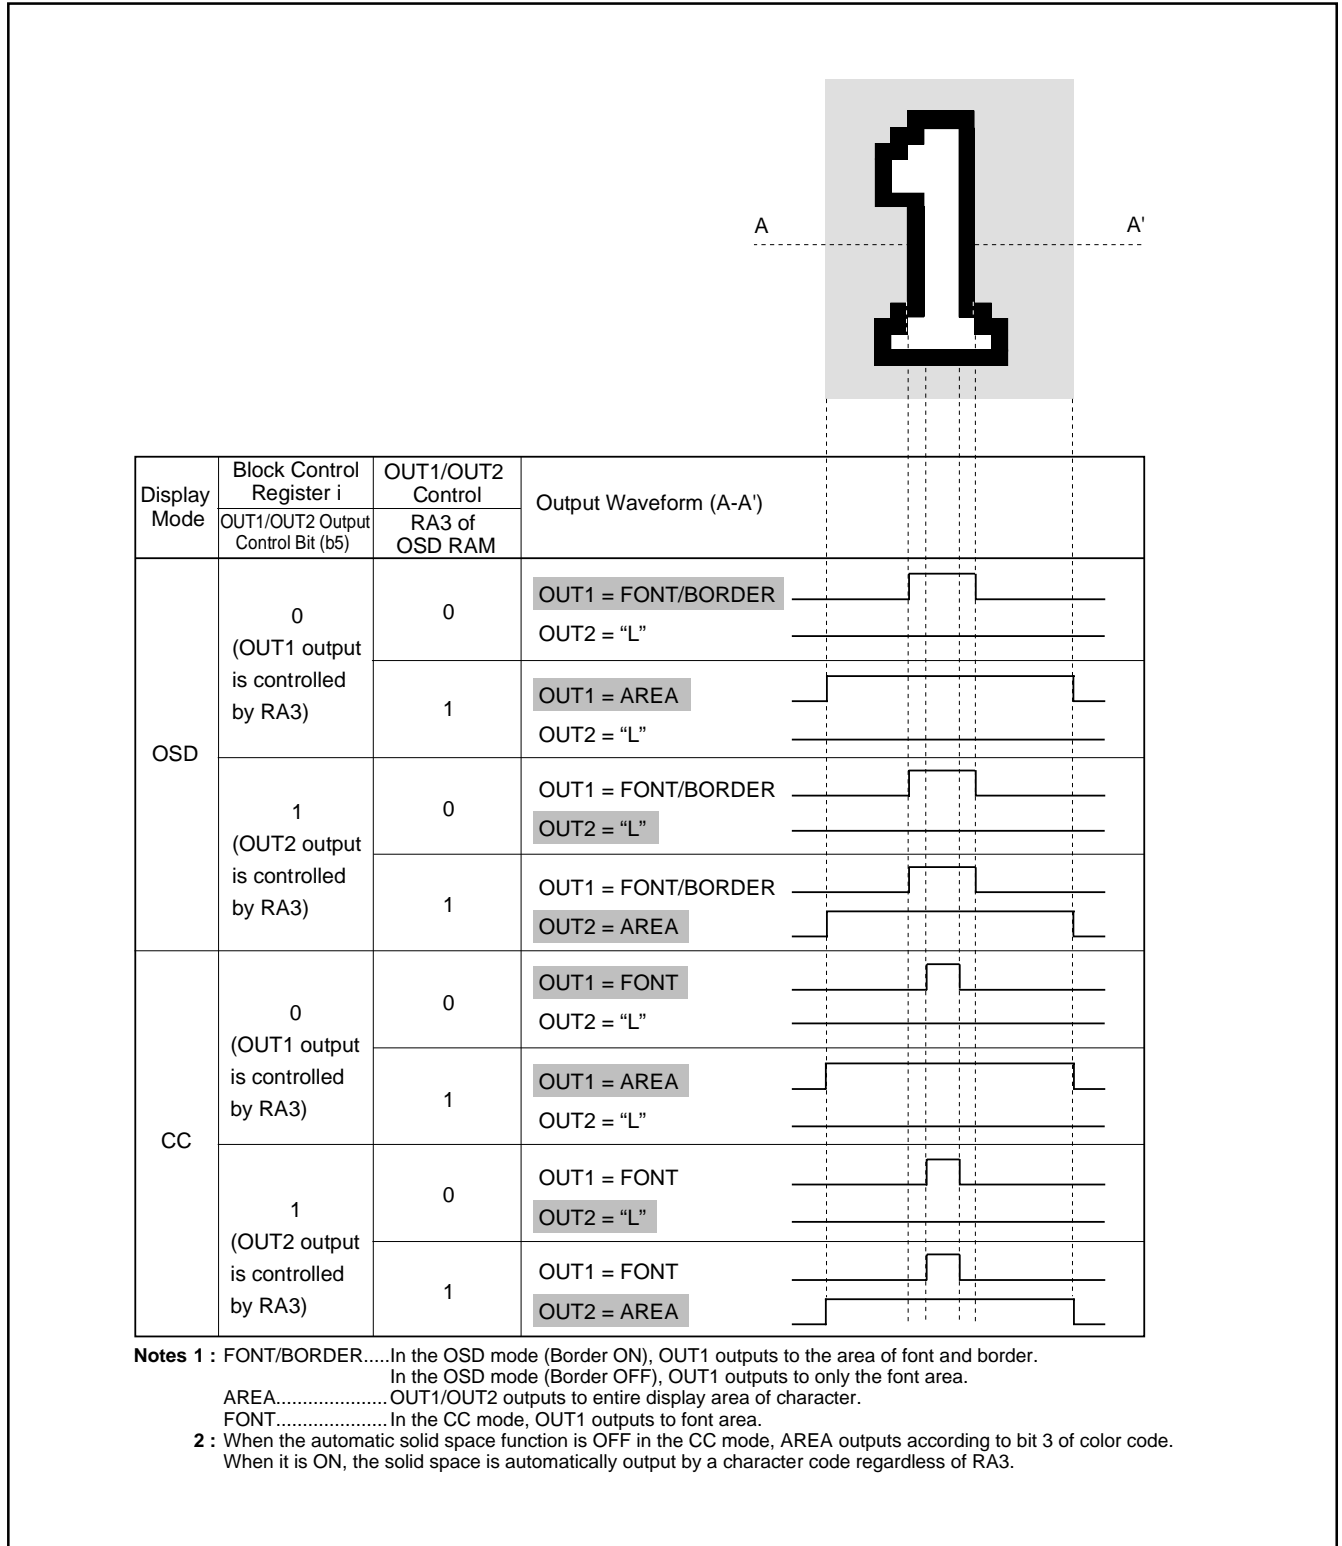 1
A A'
Display Mode
Block Control Register i
OUT1/OUT2 Output Control Bit (b5)
OUT1/OUT2 Control
RA3 of OSD RAM
Output Waveform (A-A')
OSD
0
(OUT1 output
is controlled
by RA3)
0
OUT1 = FONT/BORDER
OUT2 = “L”
1
OUT1 = AREA
OUT2 = “L”
1
(OUT2 output
is controlled
by RA3)
0
OUT1 = FONT/BORDER
OUT2 = “L”
1
OUT1 = FONT/BORDER
OUT2 = AREA
CC
0
(OUT1 output
is controlled
by RA3)
0
OUT1 = FONT
OUT2 = “L”
1
OUT1 = AREA
OUT2 = “L”
1
(OUT2 output
is controlled
by RA3)
0
OUT1 = FONT
OUT2 = “L”
1
OUT1 = FONT
OUT2 = AREA
Notes 1 : FONT/BORDER.....In the OSD mode (Border ON), OUT1 outputs to the area of font and border.
In the OSD mode (Border OFF), OUT1 outputs to only the font area.
AREA.....................OUT1/OUT2 outputs to entire display area of character.
FONT.....................In the CC mode, OUT1 outputs to font area.
2 : When the automatic solid space function is OFF in the CC mode, AREA outputs according to bit 3 of color code.
When it is ON, the solid space is automatically output by a character code regardless of RA3.